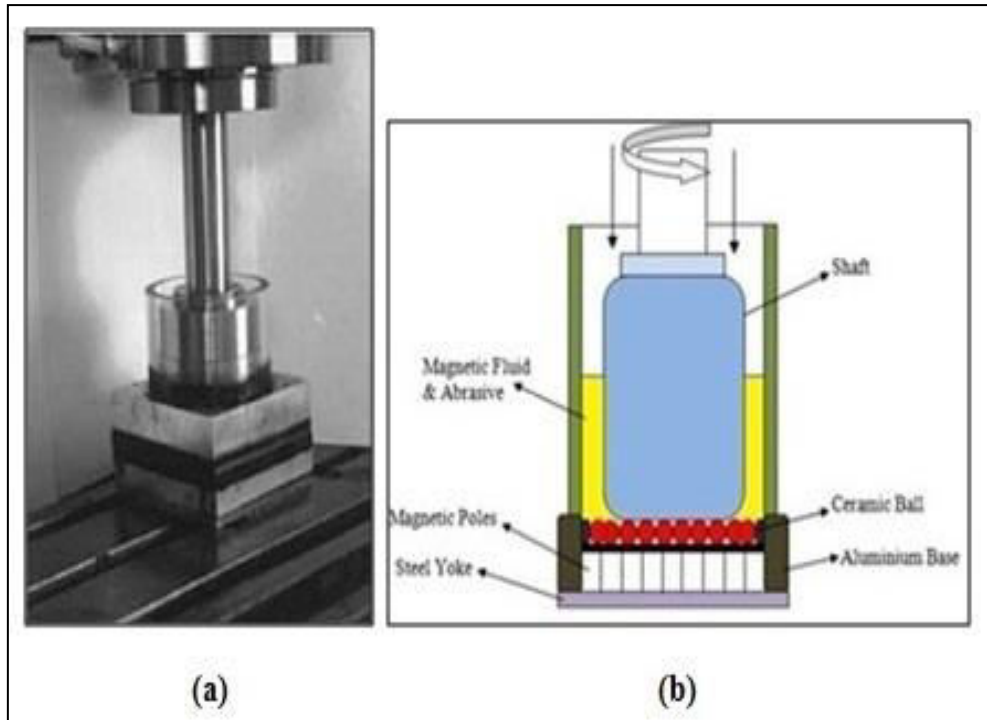 Shaft
Magnetic Fluid
& Abrasive
Magnetic Poles
Ceramic Ball
Steel Yoke
Aluminium Base
(a)
(b)